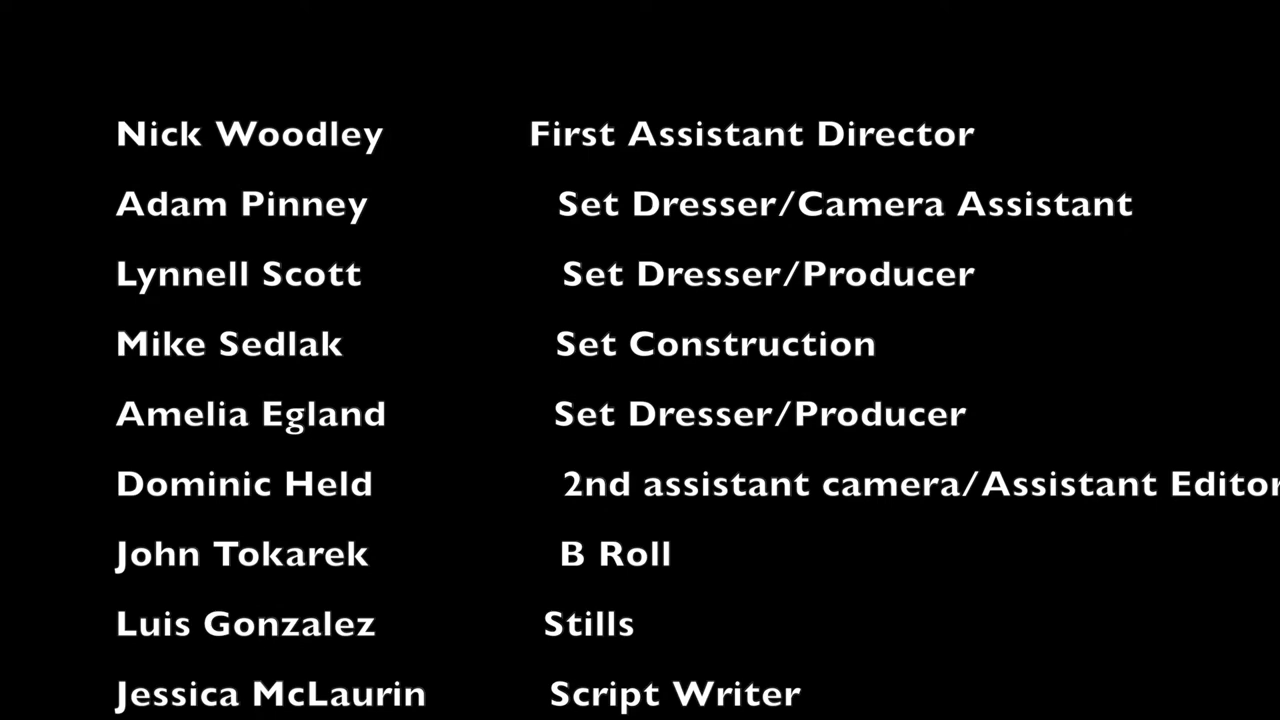 Nick Woodley First Assistant Director
Adam Pinney Set Dresser/Camera Assistant
Lynnell Scott Set Dresser/Producer
Mike Sedlak Set Construction
Amelia Egland Set Dresser/Producer
Dominic Held 2nd assistant camera/Assistant Editor
John Tokarek B Roll
Luis Gonzalez Stills
Jessica McLaurin Script Writer